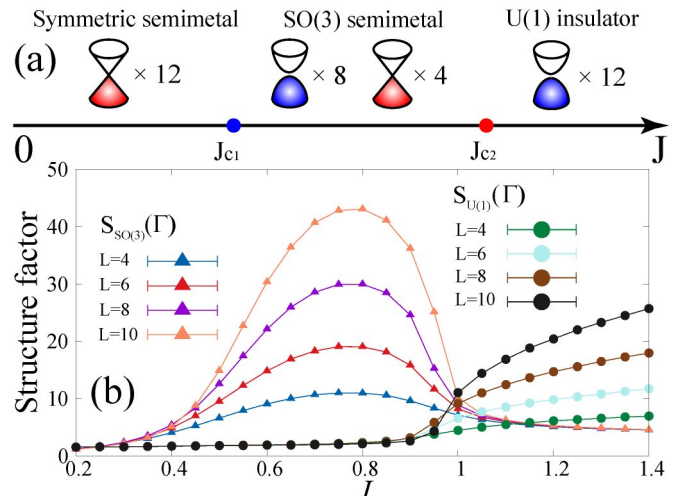 Symmetric semimetal SO(3) semimetal U(1) insulator
(a) × 12 × 8 × 4 × 12
0 Jc1 Jc2 J
50
40
30
20
10
0
Structure factor
S_SO(3)(Γ)
L=4
L=6
L=8
L=10
S_U(1)(Γ)
L=4
L=6
L=8
L=10
(b)
0.2 0.4 0.6 0.8 1 1.2 1.4
J